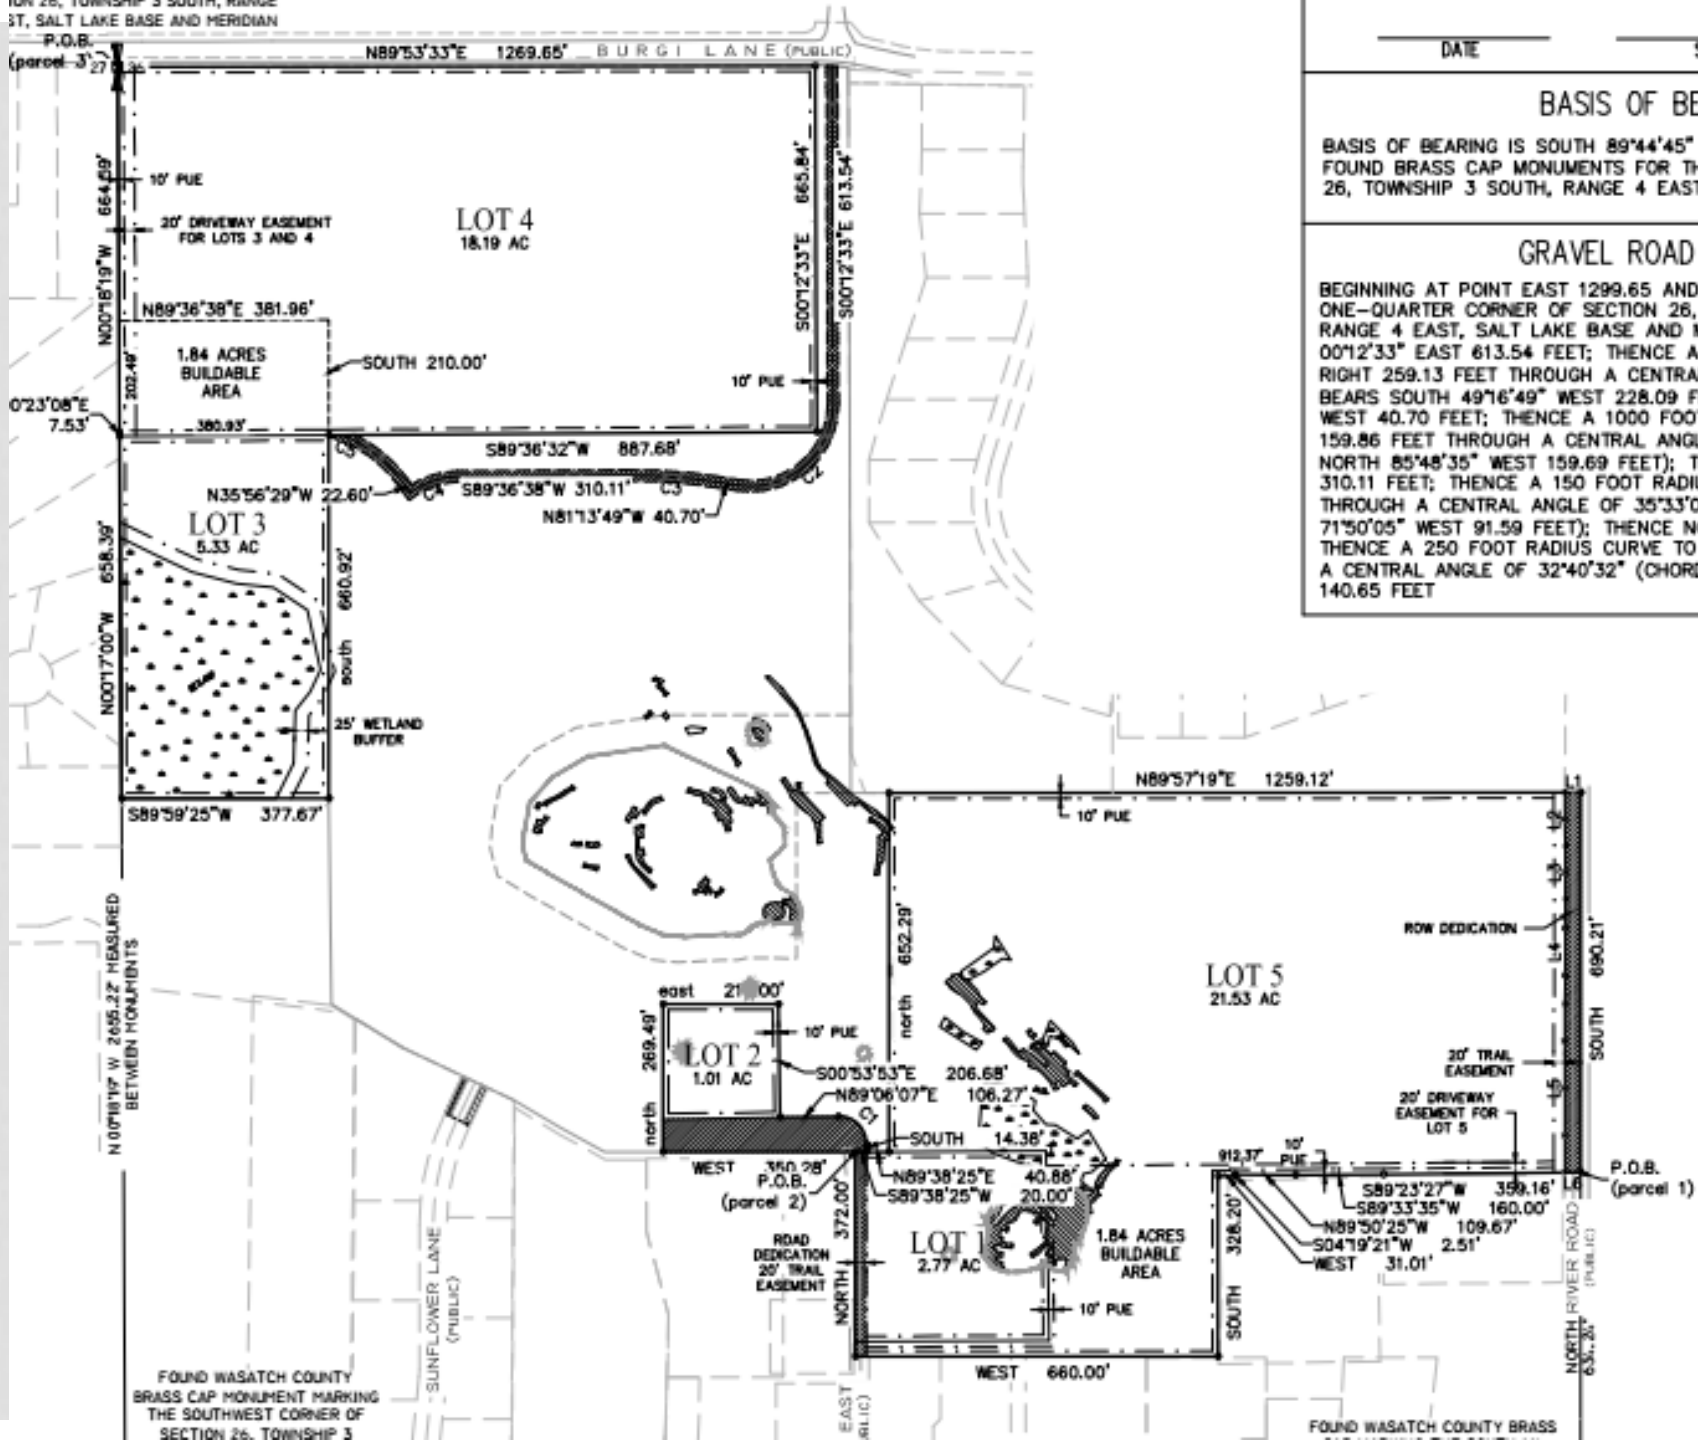 ST, SALT LAKE BASE AND MERIDIAN
P.O.B.
(parcel 3)
N89°53'33"E 1269.65'
BURGI LANE (PUBLIC)
664.59'
N00°16'19"W
10' PUE
20' DRIVEWAY EASEMENT
FOR LOTS 3 AND 4
LOT 4
18.19 AC
665.84'
S00°12'33"E
S00°12'33"E 613.54'
N89°36'38"E 381.96'
1.84 ACRES
BUILDABLE
AREA
202.49'
SOUTH 210.00'
10' PUE
0°23'08"E
7.53'
380.93'
S89°36'32"W 887.68'
C2
N35°56'29"W 22.60'
C4
S89°36'38"W 310.11'
C3
N81°13'49"W 40.70'
LOT 3
5.33 AC
658.39'
N00°17'00"W
660.92'
south
25' WETLAND
BUFFER
S89°59'25"W 377.67'
N89°57'19"E 1259.12'
L1
10' PUE
L2
L3
L4
L5
652.29'
north
ROW DEDICATION
690.21'
SOUTH
LOT 5
21.53 AC
N 00°18'19" W 2655.22' MEASURED
BETWEEN MONUMENTS
east
269.49'
north
10' PUE
LOT 2
1.01 AC
S00°53'53"E 206.68'
N89°06'07"E 106.27'
C1
SOUTH 14.38'
20' TRAIL
EASEMENT
20' DRIVEWAY
EASEMENT FOR
LOT 5
WEST 350.28'
P.O.B.
(parcel 2)
N89°38'25"E 40.88'
S89°38'25"W 20.00'
912.37'
10'
PUE
L6
P.O.B.
(parcel 1)
S89°23'27"W 359.16'
S89°33'35"W 160.00'
N89°50'25"W 109.67'
S04°19'21"W 2.51'
WEST 31.01'
372.00'
NORTH
ROAD
DEDICATION
20' TRAIL
EASEMENT
LOT 1
2.77 AC
1.84 ACRES
BUILDABLE
AREA
10' PUE
328.20'
SOUTH
WEST 660.00'
SUNFLOWER LANE
(PUBLIC)
EAST
NORTH RIVER ROAD
(PUBLIC)
FOUND WASATCH COUNTY
BRASS CAP MONUMENT MARKING
THE SOUTHWEST CORNER OF
SECTION 26, TOWNSHIP 3
FOUND WASATCH COUNTY BRASS
DATE
BASIS OF BE
BASIS OF BEARING IS SOUTH 89°44'45"
FOUND BRASS CAP MONUMENTS FOR TH
26, TOWNSHIP 3 SOUTH, RANGE 4 EAST
GRAVEL ROAD
BEGINNING AT POINT EAST 1299.65 AND
ONE-QUARTER CORNER OF SECTION 26,
RANGE 4 EAST, SALT LAKE BASE AND
00°12'33" EAST 613.54 FEET; THENCE A
RIGHT 259.13 FEET THROUGH A CENTRA
BEARS SOUTH 49°16'49" WEST 228.09 F
WEST 40.70 FEET; THENCE A 1000 FOOT
159.86 FEET THROUGH A CENTRAL ANGL
NORTH 85°48'35" WEST 159.69 FEET); T
310.11 FEET; THENCE A 150 FOOT RADIU
THROUGH A CENTRAL ANGLE OF 35°33'0
71°50'05" WEST 91.59 FEET); THENCE N
THENCE A 250 FOOT RADIUS CURVE TO
A CENTRAL ANGLE OF 32°40'32" (CHORD
140.65 FEET